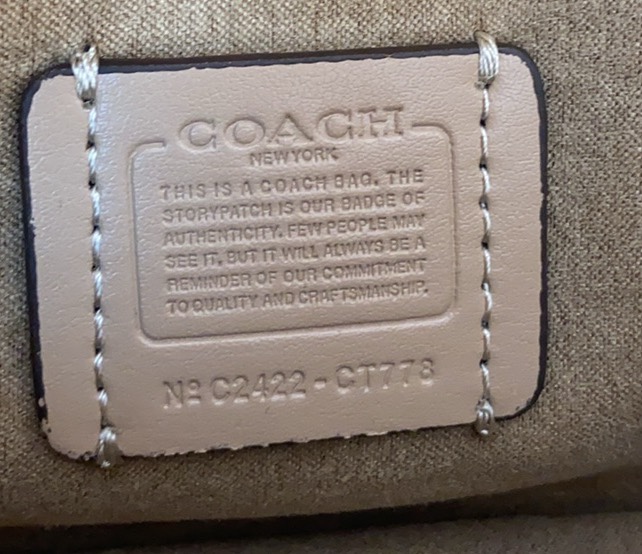 COACH
NEW YORK
THIS IS A COACH BAG. THE
STORYPATCH IS OUR BADGE OF
AUTHENTICITY. FEW PEOPLE MAY
SEE IT. BUT IT WILL ALWAYS BE A
REMINDER OF OUR COMMITMENT
TO QUALITY AND CRAFTSMANSHIP.
Nº C2422 - CT778